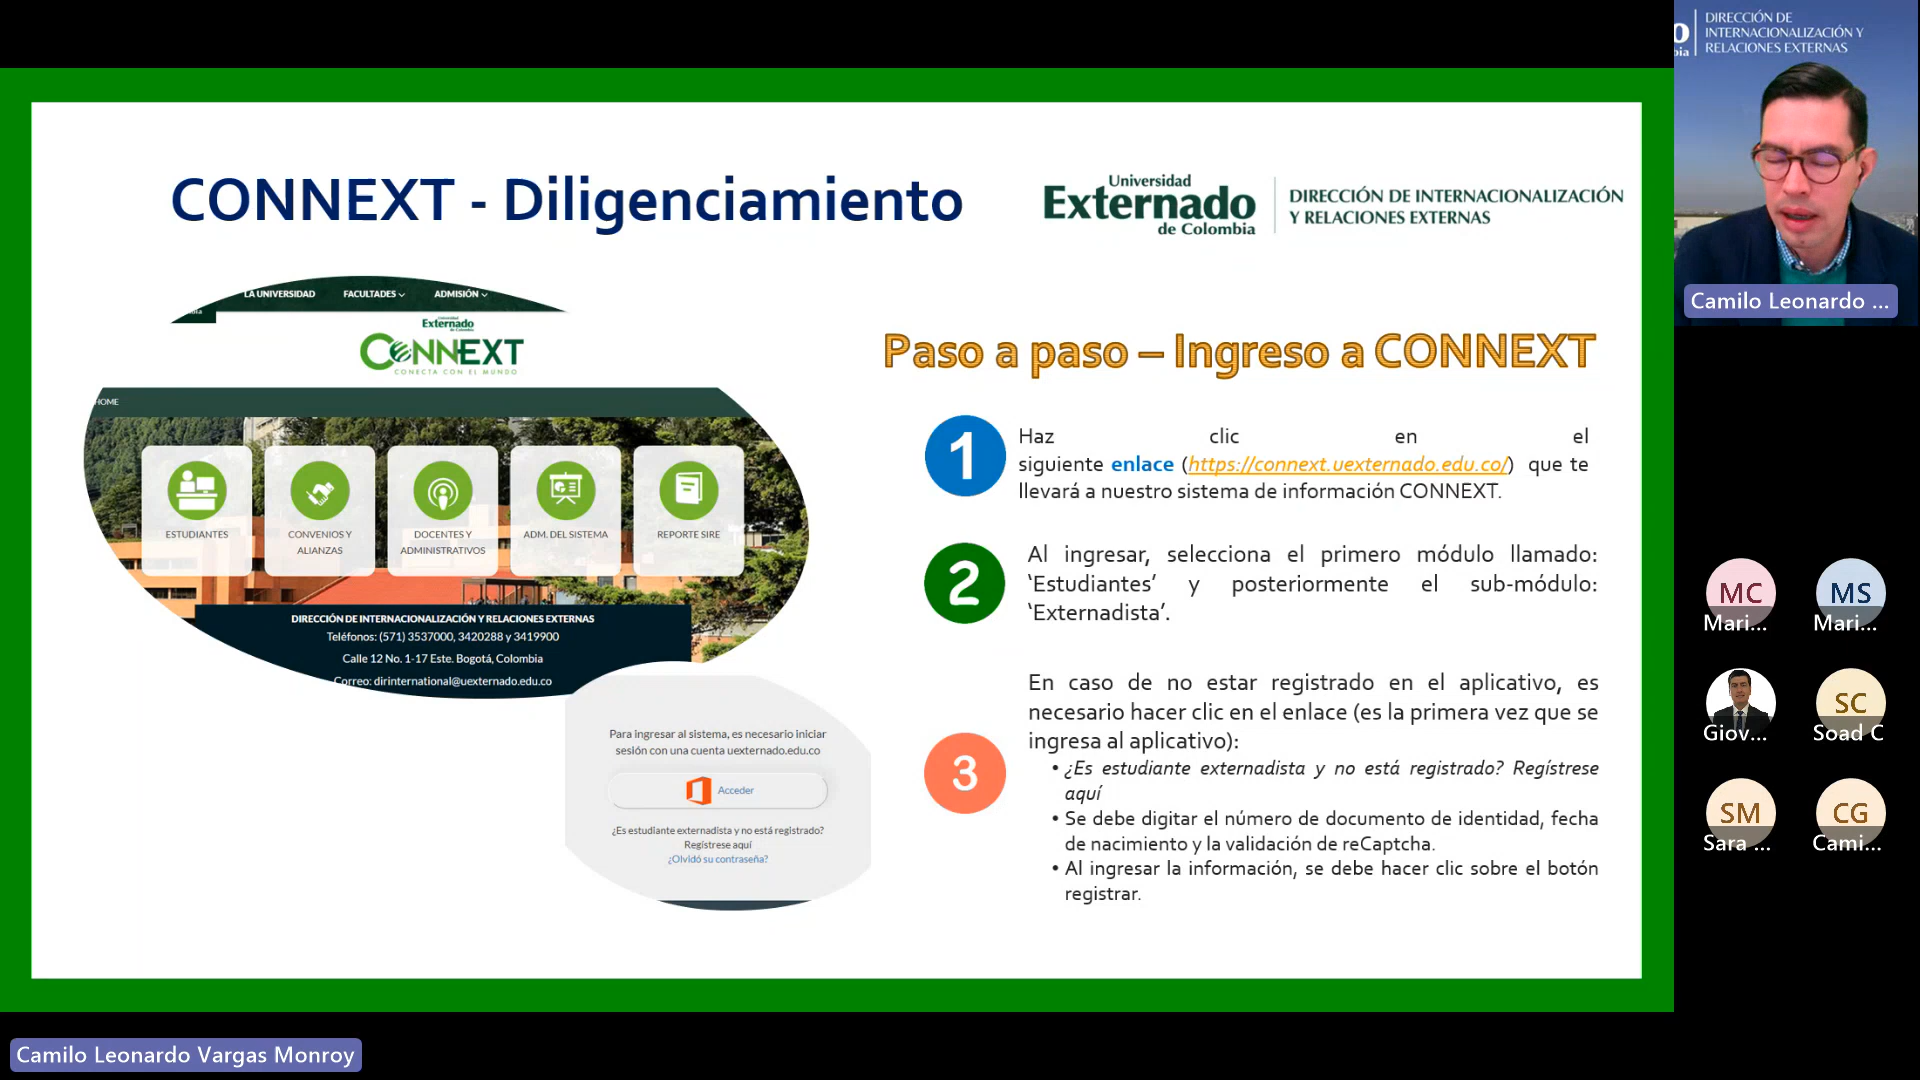 DIRECCIÓN DE
INTERNACIONALIZACIÓN Y
RELACIONES EXTERNAS
Camilo Leonardo ...
CONNEXT - Diligenciamiento
Universidad
Externado
de Colombia
DIRECCIÓN DE INTERNACIONALIZACIÓN
Y RELACIONES EXTERNAS
LA UNIVERSIDAD FACULTADES ADMISIÓN
Externado
CONNEXT
CONECTA CON EL MUNDO
HOME
ESTUDIANTES
CONVENIOS Y
ALIANZAS
DOCENTES Y
ADMINISTRATIVOS
ADM. DEL SISTEMA
REPORTE SIRE
DIRECCIÓN DE INTERNACIONALIZACIÓN Y RELACIONES EXTERNAS
Teléfonos: (571) 3537000, 3420288 y 3419900
Calle 12 No. 1-17 Este. Bogotá, Colombia
Correo: dirinternational@uexternado.edu.co
Para ingresar al sistema, es necesario iniciar
sesión con una cuenta uexternado.edu.co
Acceder
¿Es estudiante externadista y no está registrado?
Regístrese aquí
¿Olvidó su contraseña?
Paso a paso – Ingreso a CONNEXT
1
Haz clic en el
siguiente enlace (https://connext.uexternado.edu.co/) que te
llevará a nuestro sistema de información CONNEXT.
2
Al ingresar, selecciona el primero módulo llamado:
‘Estudiantes’ y posteriormente el sub-módulo:
‘Externadista’.
3
En caso de no estar registrado en el aplicativo, es
necesario hacer clic en el enlace (es la primera vez que se
ingresa al aplicativo):
• ¿Es estudiante externadista y no está registrado? Regístrese
aquí
• Se debe digitar el número de documento de identidad, fecha
de nacimiento y la validación de reCaptcha.
• Al ingresar la información, se debe hacer clic sobre el botón
registrar.
MC
Mari...
MS
Mari...
Giov...
SC
Soad C
SM
Sara ...
CG
Cami...
Camilo Leonardo Vargas Monroy